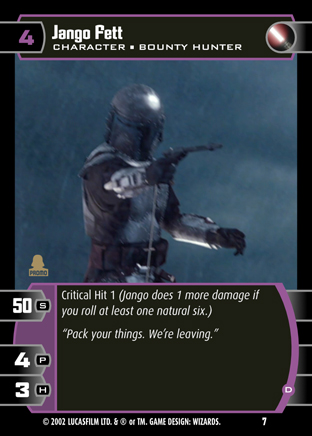 4
Jango Fett
CHARACTER ▪ BOUNTY HUNTER
PROMO
50 S
Critical Hit 1 (Jango does 1 more damage if
you roll at least one natural six.)
"Pack your things. We're leaving."
4 P
3 H
D
© 2002 LUCASFILM LTD. & ® or TM. GAME DESIGN: WIZARDS.
7